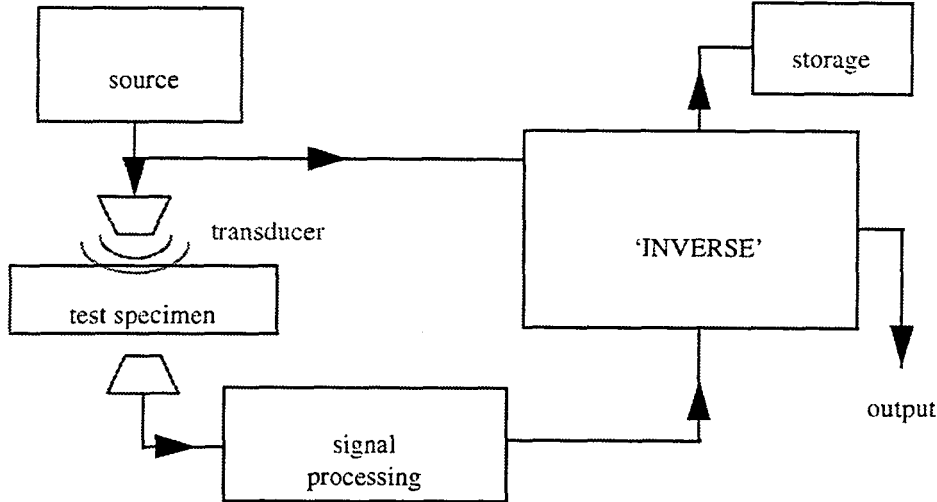 source
storage
transducer
'INVERSE'
test specimen
output
signal
processing